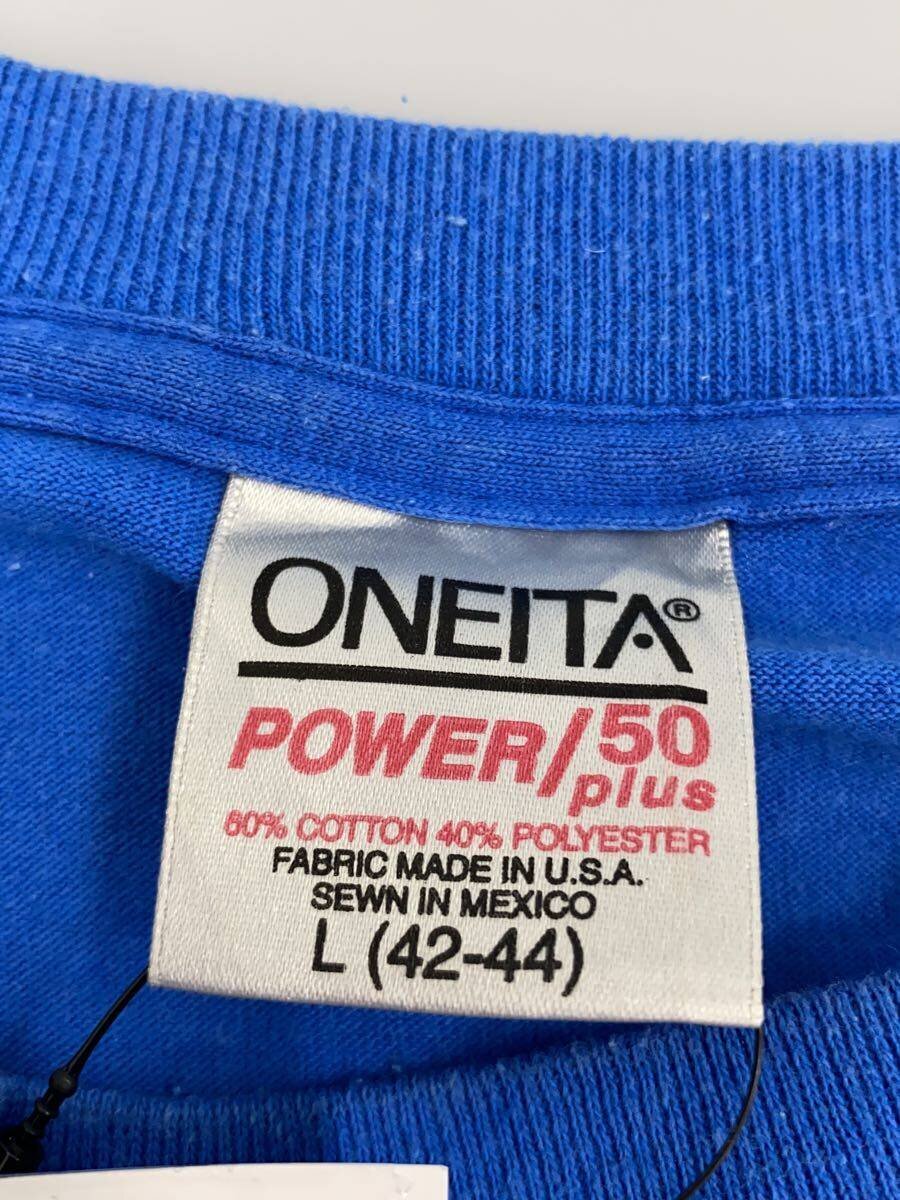 ONEITA®
POWER/50 plus
60% COTTON 40% POLYESTER
FABRIC MADE IN U.S.A.
SEWN IN MEXICO
L (42-44)